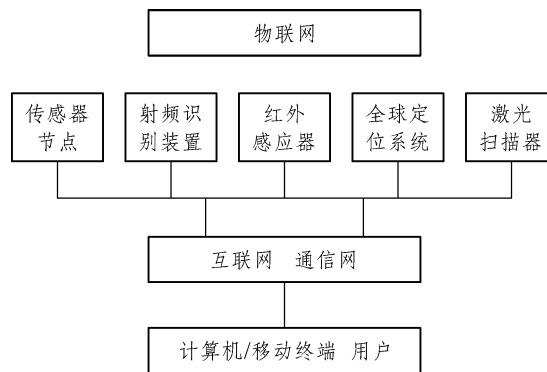 物联网
传感器
节点
射频识
别装置
红外
感应器
全球定
位系统
激光
扫描器
互联网 通信网
计算机/移动终端 用户